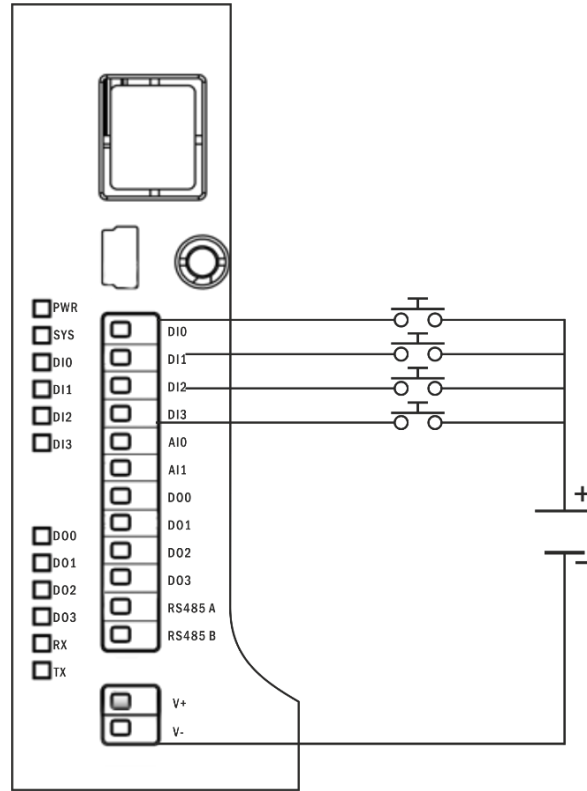 PWR
SYS
DI0
DI1
DI2
DI3
DO0
DO1
DO2
DO3
RX
TX
DI0
DI1
DI2
DI3
AI0
AI1
DO0
DO1
DO2
DO3
RS485 A
RS485 B
V+
V-
+
-